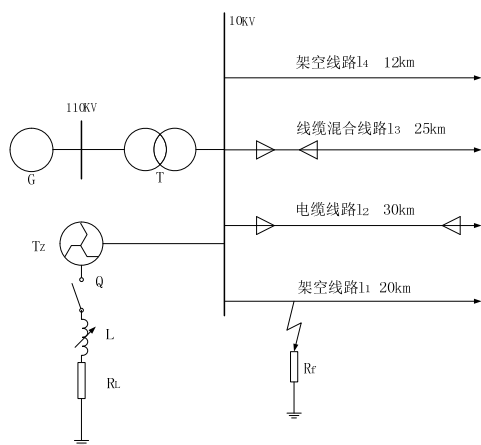 10KV
架空线路l4 12km
110KV
线缆混合线路l3 25km
G
T
电缆线路l2 30km
TZ
Q
架空线路l1 20km
L
Rf
RL